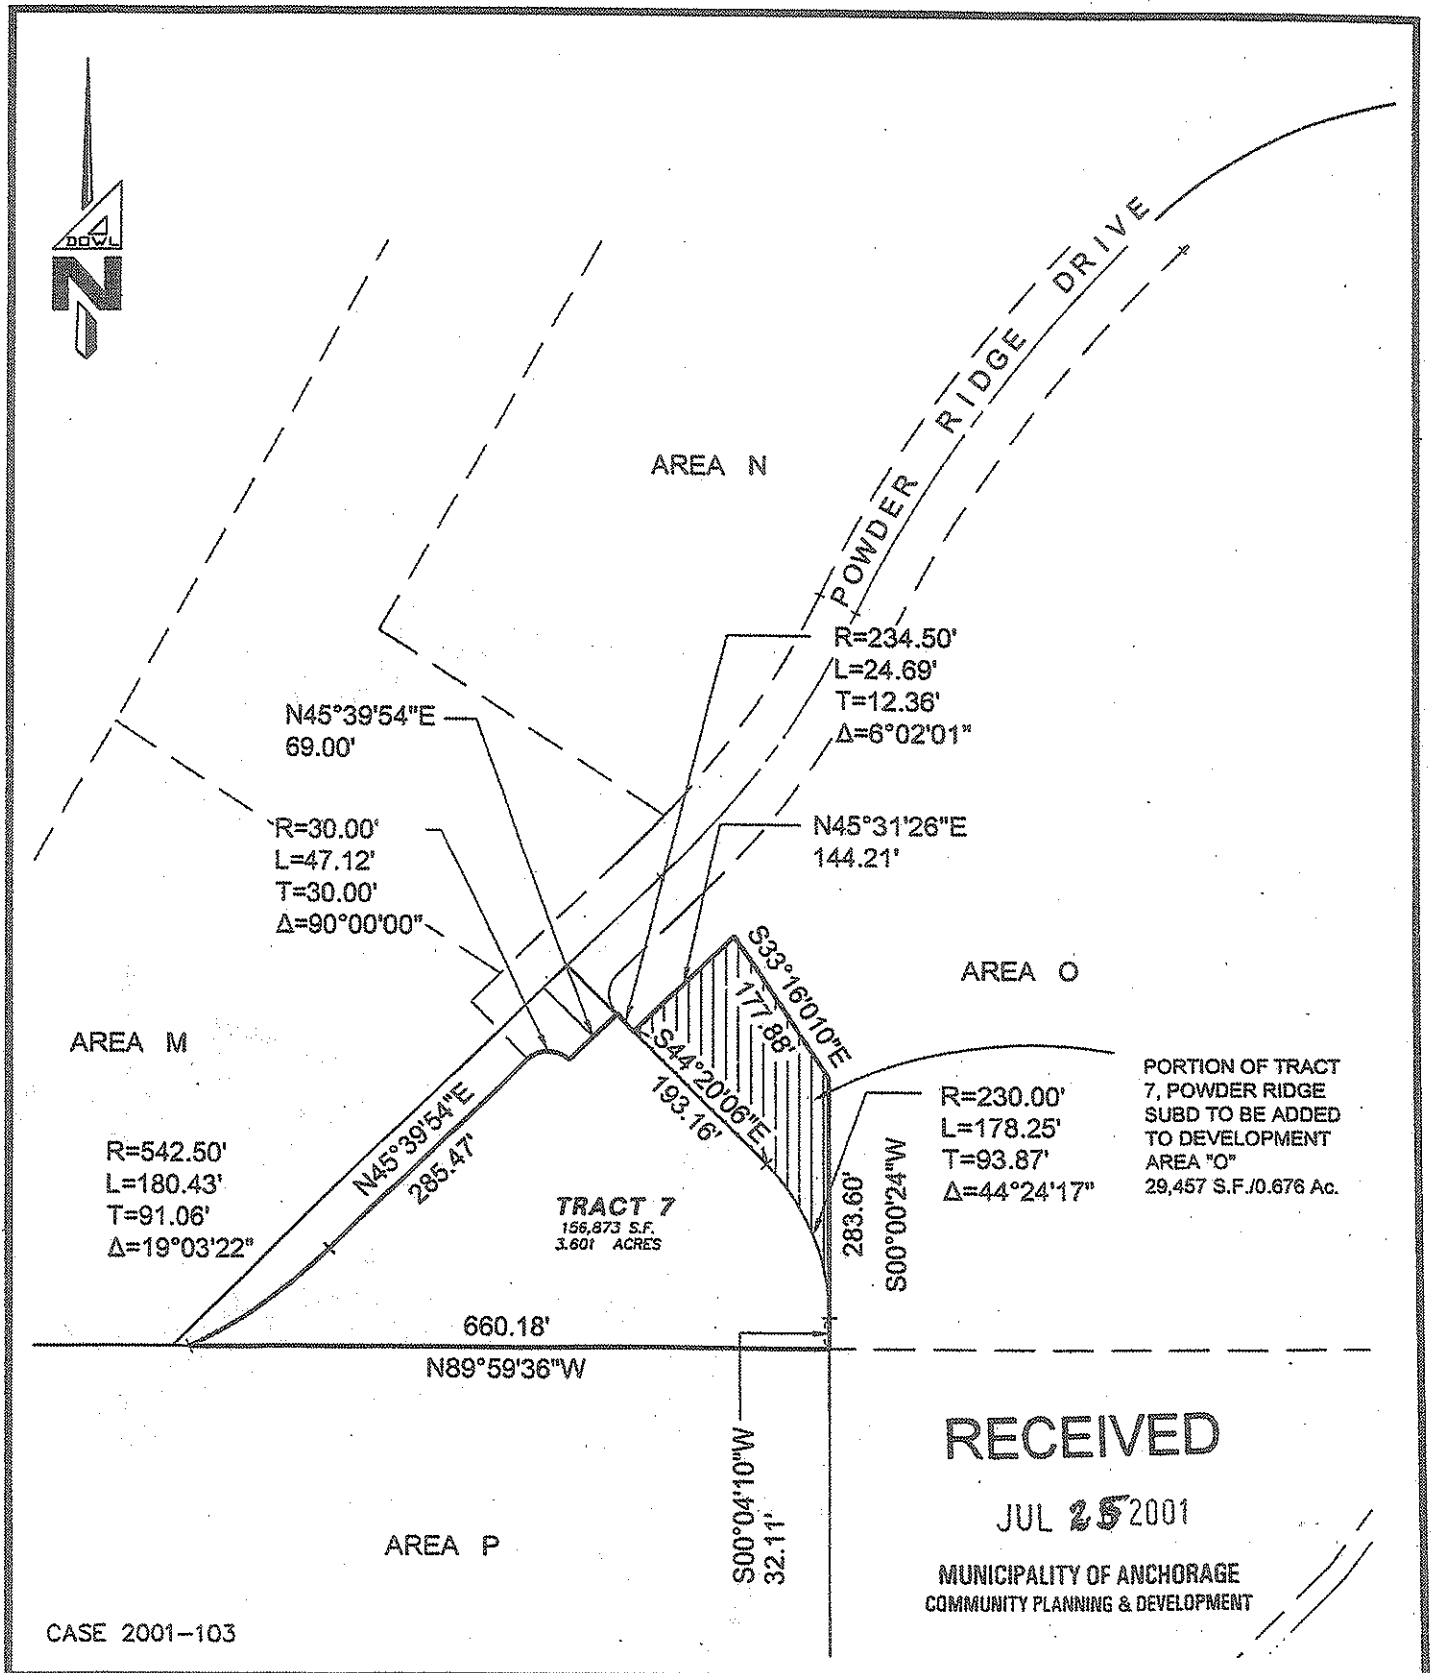 DOWL
N
POWDER RIDGE DRIVE
AREA N
R=234.50'
L=24.69'
T=12.36'
Δ=6°02'01"
N45°39'54"E
69.00'
R=30.00'
L=47.12'
T=30.00'
Δ=90°00'00"
N45°31'26"E
144.21'
S33°16'010"E
177.88'
AREA O
AREA M
S44°20'06"E
193.16'
PORTION OF TRACT
7, POWDER RIDGE
SUBD TO BE ADDED
TO DEVELOPMENT
AREA "O"
29,457 S.F./0.676 Ac.
R=230.00'
L=178.25'
T=93.87'
Δ=44°24'17"
N45°39'54"E
285.47'
R=542.50'
L=180.43'
T=91.06'
Δ=19°03'22"
TRACT 7
156,873 S.F.
3.601 ACRES
283.60'
S00°00'24"W
660.18'
N89°59'36"W
S00°04'10"W
32.11'
RECEIVED
JUL 25 2001
MUNICIPALITY OF ANCHORAGE
COMMUNITY PLANNING & DEVELOPMENT
AREA P
CASE 2001-103